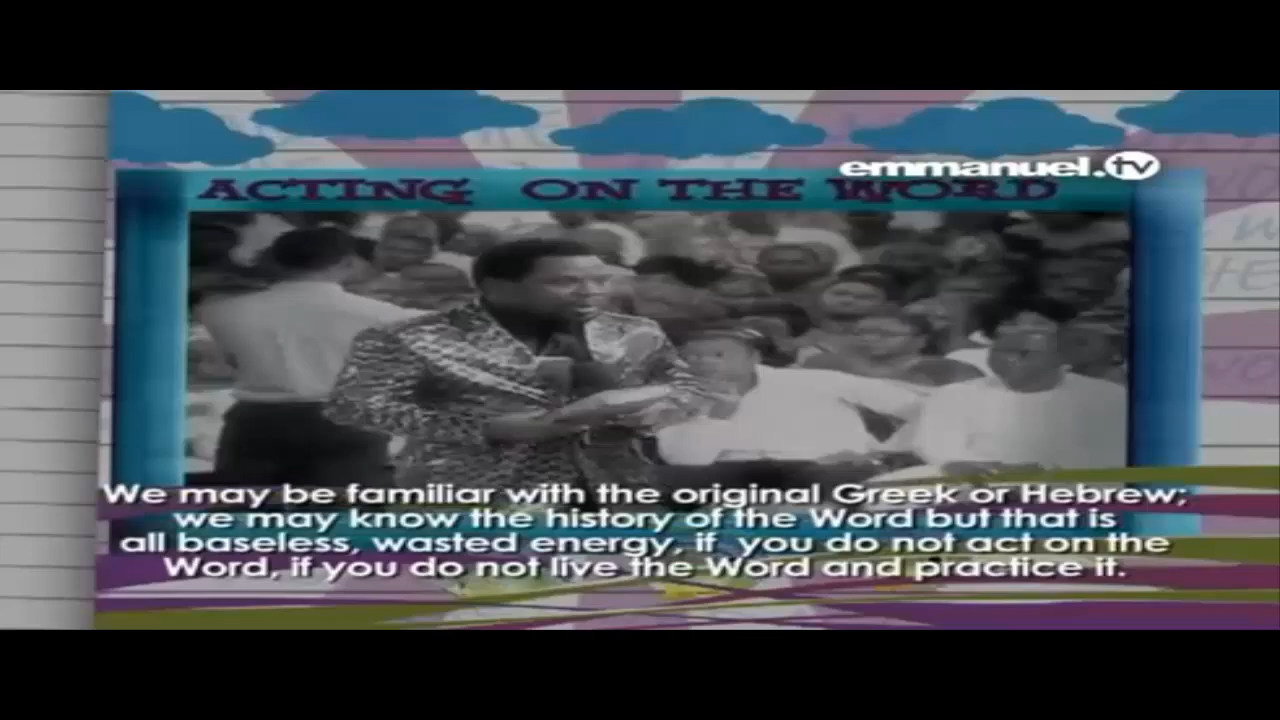 emmanuel.tv
ACTING ON THE WORD
We may be familiar with the original Greek or Hebrew;
we may know the history of the Word but that is
all baseless, wasted energy, if you do not act on the
Word, if you do not live the Word and practice it.